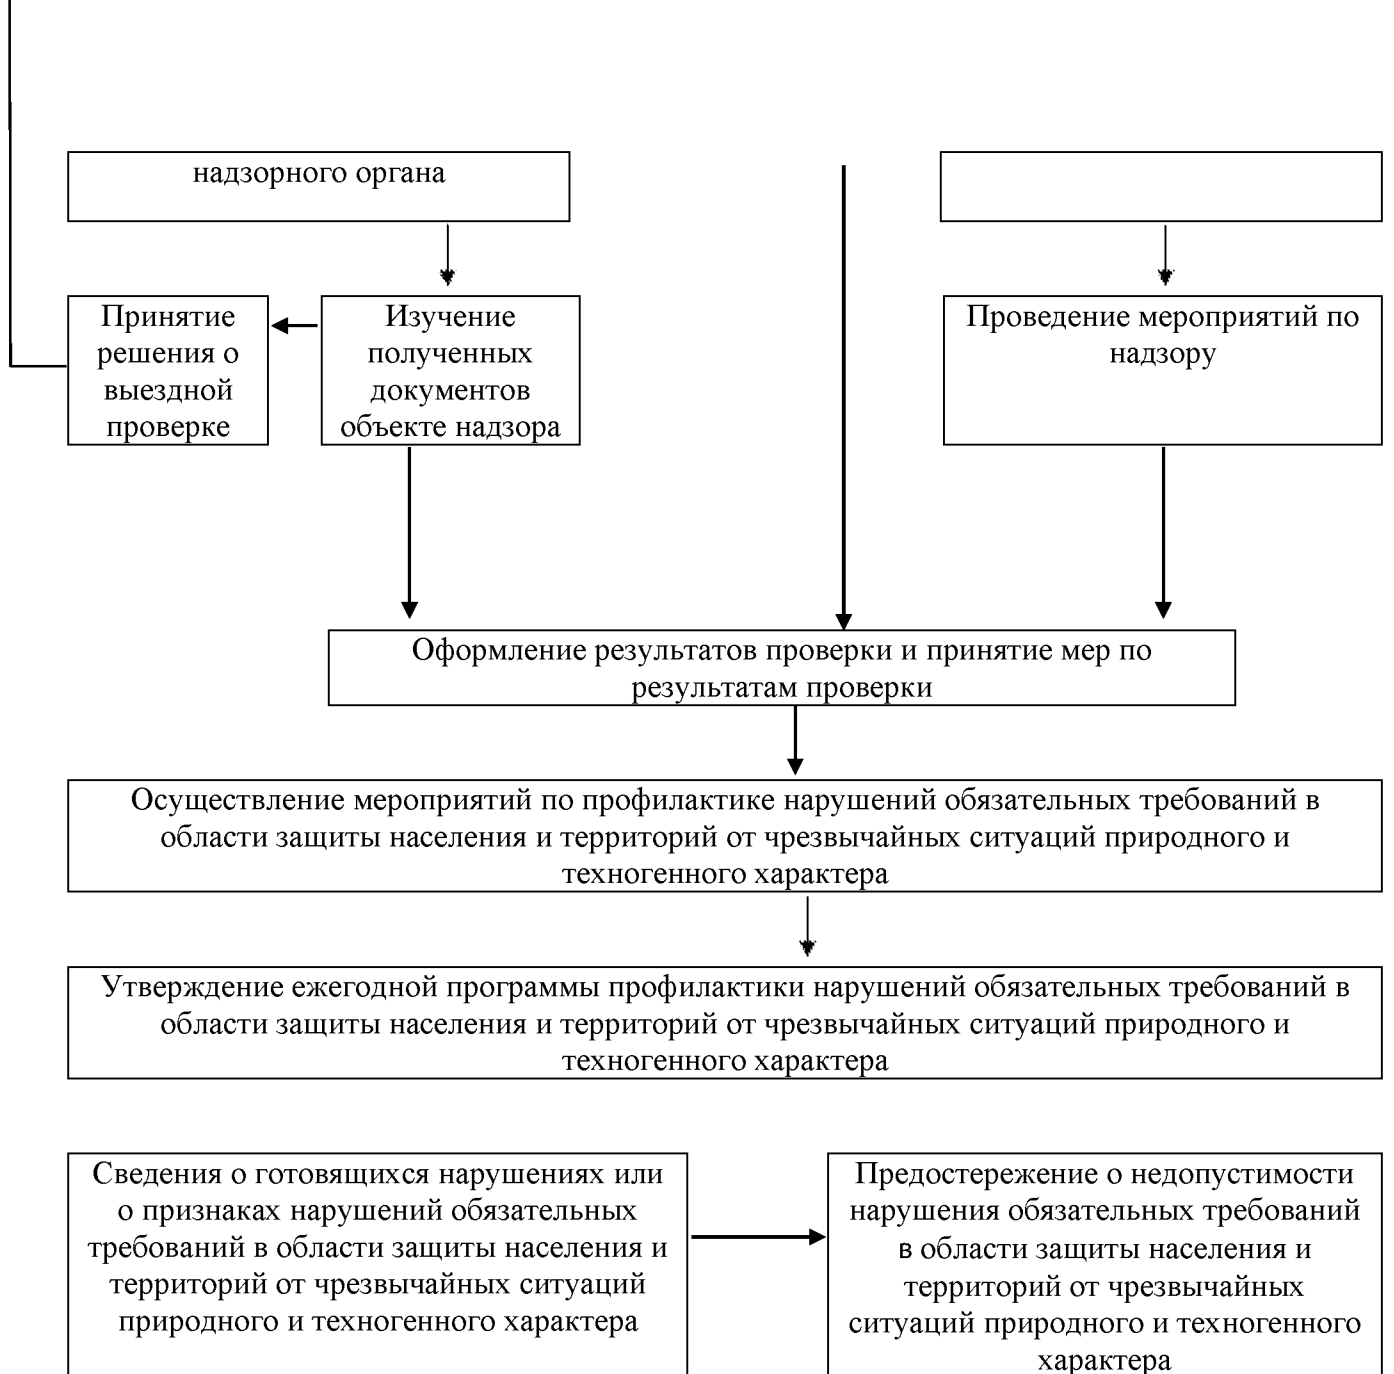 надзорного органа
Принятие
решения о
выездной
проверке
Изучение
полученных
документов
объекте надзора
Проведение мероприятий по
надзору
Оформление результатов проверки и принятие мер по
результатам проверки
Осуществление мероприятий по профилактике нарушений обязательных требований в
области защиты населения и территорий от чрезвычайных ситуаций природного и
техногенного характера
Утверждение ежегодной программы профилактики нарушений обязательных требований в
области защиты населения и территорий от чрезвычайных ситуаций природного и
техногенного характера
Сведения о готовящихся нарушениях или
о признаках нарушений обязательных
требований в области защиты населения и
территорий от чрезвычайных ситуаций
природного и техногенного характера
Предостережение о недопустимости
нарушения обязательных требований
в области защиты населения и
территорий от чрезвычайных
ситуаций природного и техногенного
характера